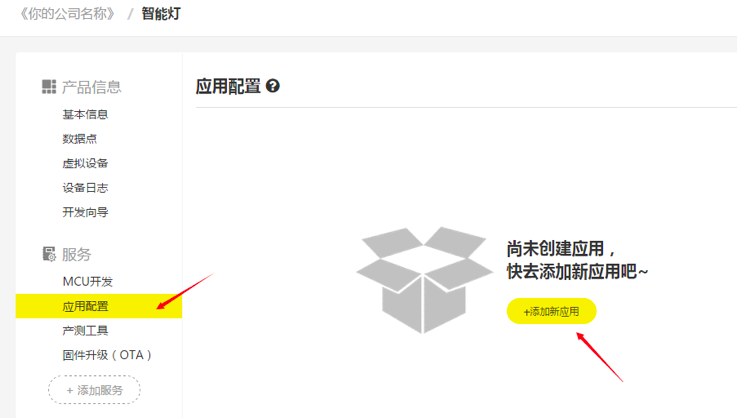 《你的公司名称》 / 智能灯
产品信息
基本信息
数据点
虚拟设备
设备日志
开发向导
服务
MCU开发
应用配置
产测工具
固件升级（OTA）
+ 添加服务
应用配置 ?
尚未创建应用，
快去添加新应用吧~
+添加新应用